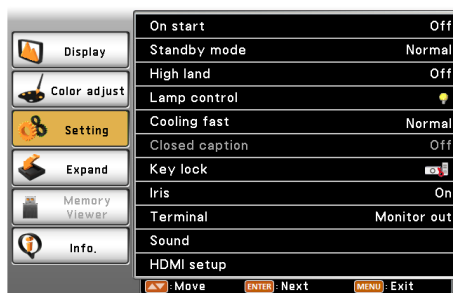 Display
Color adjust
Setting
Expand
Memory
Viewer
Info.
On start Off
Standby mode Normal
High land Off
Lamp control
Cooling fast Normal
Closed caption Off
Key lock
Iris On
Terminal Monitor out
Sound
HDMI setup
:Move ENTER :Next MENU :Exit